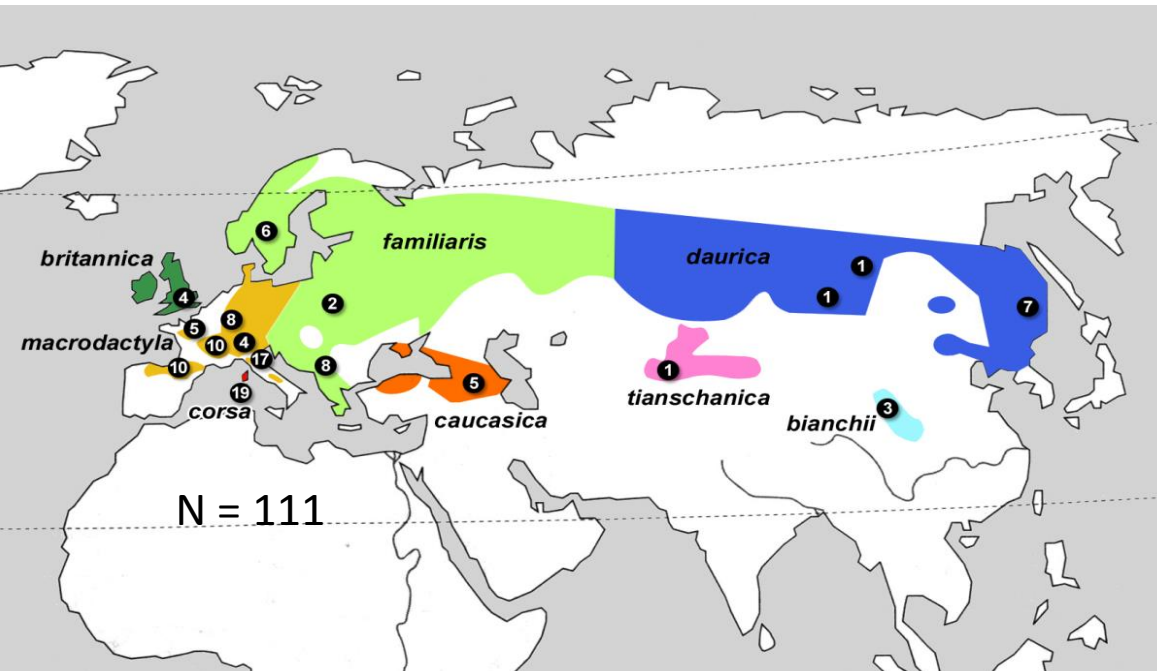 6
familiaris
britannica
daurica
1
4
1
2
7
8
5
macrodactyla
10
4
17
10
8
1
5
19
corsa
tianschanica
3
caucasica
bianchii
N = 111